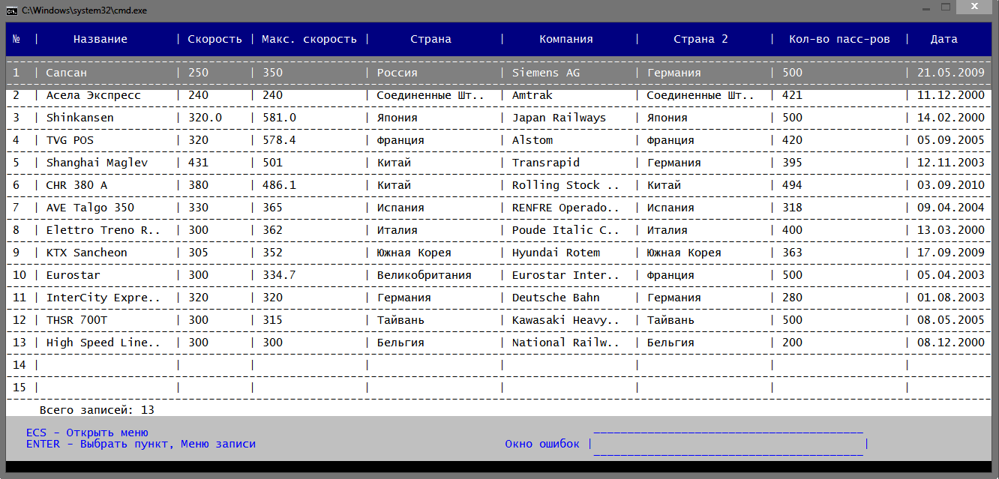 C:\Windows\system32\cmd.exe
№ | Название | Скорость | Макс. скорость | Страна | Компания | Страна 2 | Кол-во пасс-ров | Дата
1 | Сапсан | 250 | 350 | Россия | Siemens AG | Германия | 500 | 21.05.2009
2 | Асела Экспресс | 240 | 240 | Соединенные Шт.. | Amtrak | Соединенные Шт.. | 421 | 11.12.2000
3 | Shinkansen | 320.0 | 581.0 | Япония | Japan Railways | Япония | 500 | 14.02.2000
4 | TVG POS | 320 | 578.4 | Франция | Alstom | Франция | 420 | 05.09.2005
5 | Shanghai Maglev | 431 | 501 | Китай | Transrapid | Германия | 395 | 12.11.2003
6 | CHR 380 A | 380 | 486.1 | Китай | Rolling Stock .. | Китай | 494 | 03.09.2010
7 | AVE Talgo 350 | 330 | 365 | Испания | RENFRE Operado.. | Испания | 318 | 09.04.2004
8 | Elettro Treno R.. | 300 | 362 | Италия | Poude Italic C.. | Италия | 400 | 13.03.2000
9 | KTX Sancheon | 305 | 352 | Южная Корея | Hyundai Rotem | Южная Корея | 363 | 17.09.2009
10 | Eurostar | 300 | 334.7 | Великобритания | Eurostar Inter.. | Франция | 500 | 05.04.2003
11 | InterCity Expre.. | 320 | 320 | Германия | Deutsche Bahn | Германия | 280 | 01.08.2003
12 | THSR 700T | 300 | 315 | Тайвань | Kawasaki Heavy.. | Тайвань | 500 | 08.05.2005
13 | High Speed Line.. | 300 | 300 | Бельгия | National Railw.. | Бельгия | 200 | 08.12.2000
14 | | | | | | | |
15 | | | | | | | |
Всего записей: 13
ECS - Открыть меню
ENTER - Выбрать пункт, Меню записи
Окно ошибок | |